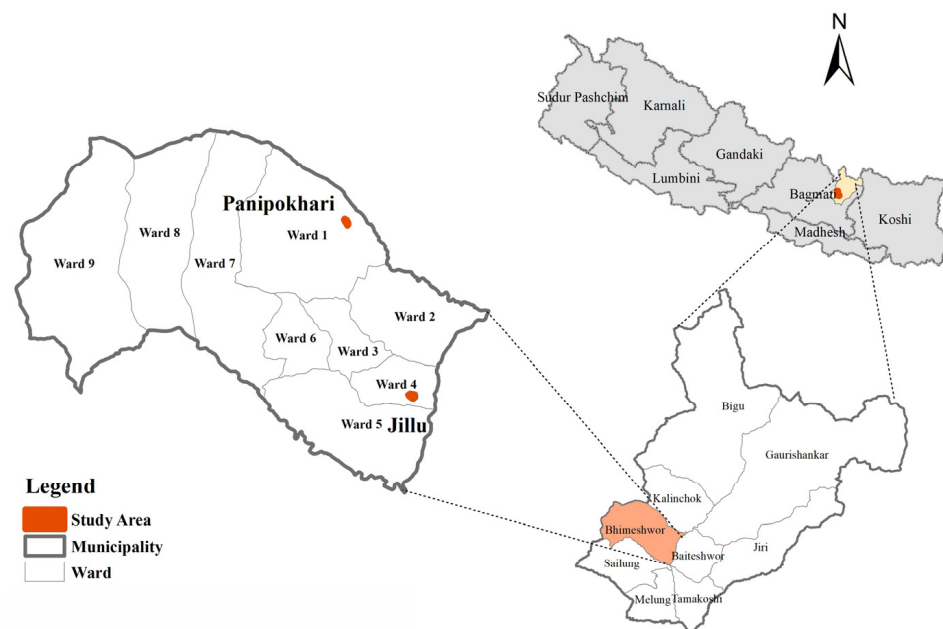 N
Sudur Pashchim
Karnali
Gandaki
Lumbini
Bagmati
Koshi
Madhesh
Panipokhari
Ward 1
Ward 8
Ward 9
Ward 7
Ward 2
Ward 6
Ward 3
Ward 4
Ward 5
Jillu
Legend
Study Area
Municipality
Ward
Bigu
Gaurishankar
Kalinchok
Bhimeshwor
Baiteshwor
Jiri
Sailung
Melung
Tamakoshi